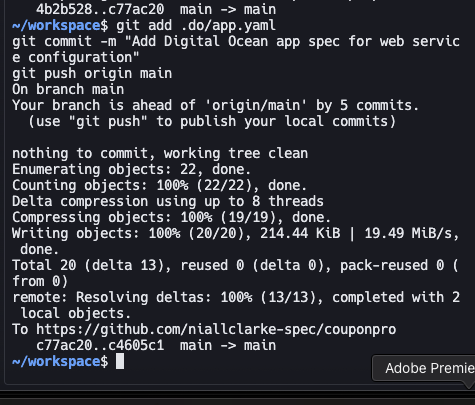 4b2b528..c77ac20  main -> main
~/workspace$ git add .do/app.yaml
git commit -m "Add Digital Ocean app spec for web servic
e configuration"
git push origin main
On branch main
Your branch is ahead of 'origin/main' by 5 commits.
  (use "git push" to publish your local commits)

nothing to commit, working tree clean
Enumerating objects: 22, done.
Counting objects: 100% (22/22), done.
Delta compression using up to 8 threads
Compressing objects: 100% (19/19), done.
Writing objects: 100% (20/20), 214.44 KiB | 19.49 MiB/s,
 done.
Total 20 (delta 13), reused 0 (delta 0), pack-reused 0 (
from 0)
remote: Resolving deltas: 100% (13/13), completed with 2
 local objects.
To https://github.com/niallclarke-spec/couponpro
   c77ac20..c4605c1  main -> main
~/workspace$
Adobe Premie